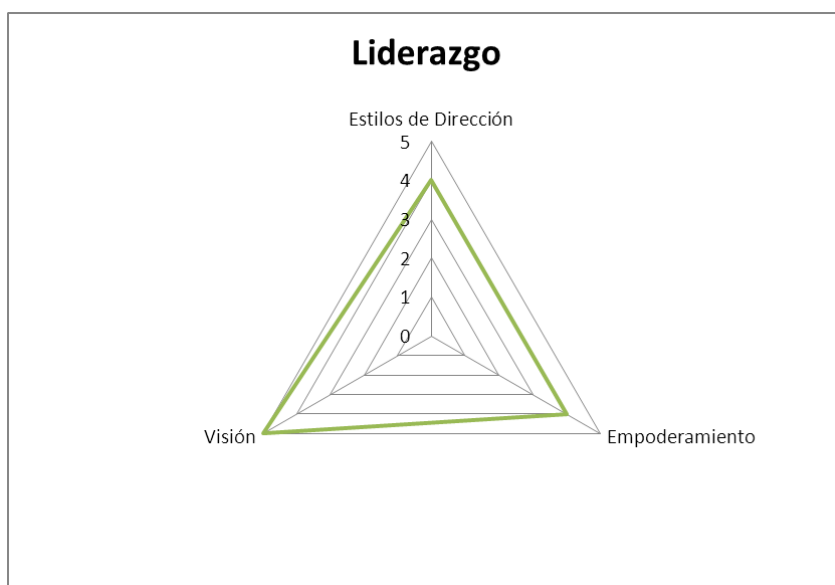 Liderazgo
Estilos de Dirección
5
4
3
2
1
0
Visión
Empoderamiento